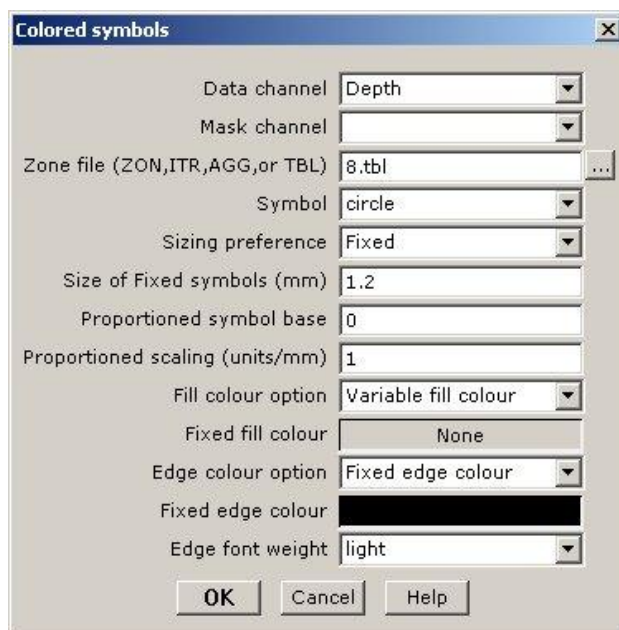 Colored symbols
Data channel Depth
Mask channel
Zone file (ZON,ITR,AGG,or TBL) 8.tbl ...
Symbol circle
Sizing preference Fixed
Size of Fixed symbols (mm) 1.2
Proportioned symbol base 0
Proportioned scaling (units/mm) 1
Fill colour option Variable fill colour
Fixed fill colour None
Edge colour option Fixed edge colour
Fixed edge colour
Edge font weight light
OK Cancel Help